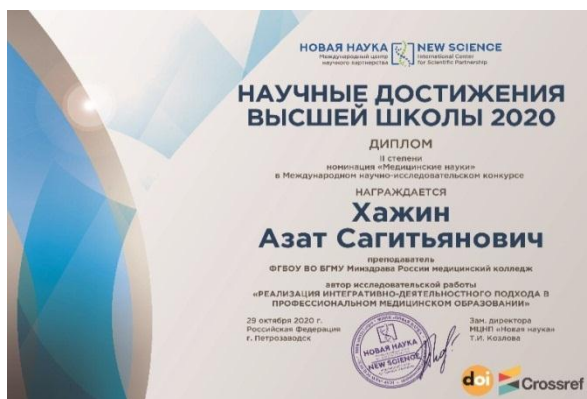 НОВАЯ НАУКА
Международный центр
научного партнерства
NEW SCIENCE
International Center
for Scientific Partnership
НАУЧНЫЕ ДОСТИЖЕНИЯ
ВЫСШЕЙ ШКОЛЫ 2020
ДИПЛОМ
II степени
номинация «Медицинские науки»
в Международном научно-исследовательском конкурсе
НАГРАЖДАЕТСЯ
Хажин
Азат Сагитьянович
преподаватель
ФГБОУ ВО БГМУ Минздрава России медицинский колледж
автор исследовательской работы
«РЕАЛИЗАЦИЯ ИНТЕГРАТИВНО-ДЕЯТЕЛЬНОСТНОГО ПОДХОДА В
ПРОФЕССИОНАЛЬНОМ МЕДИЦИНСКОМ ОБРАЗОВАНИИ»
29 октября 2020 г.
Российская Федерация
г. Петрозаводск
НОВАЯ НАУКА
NEW SCIENCE
Зам. директора
МЦНП «Новая наука»
Т.И. Козлова
doi
Crossref